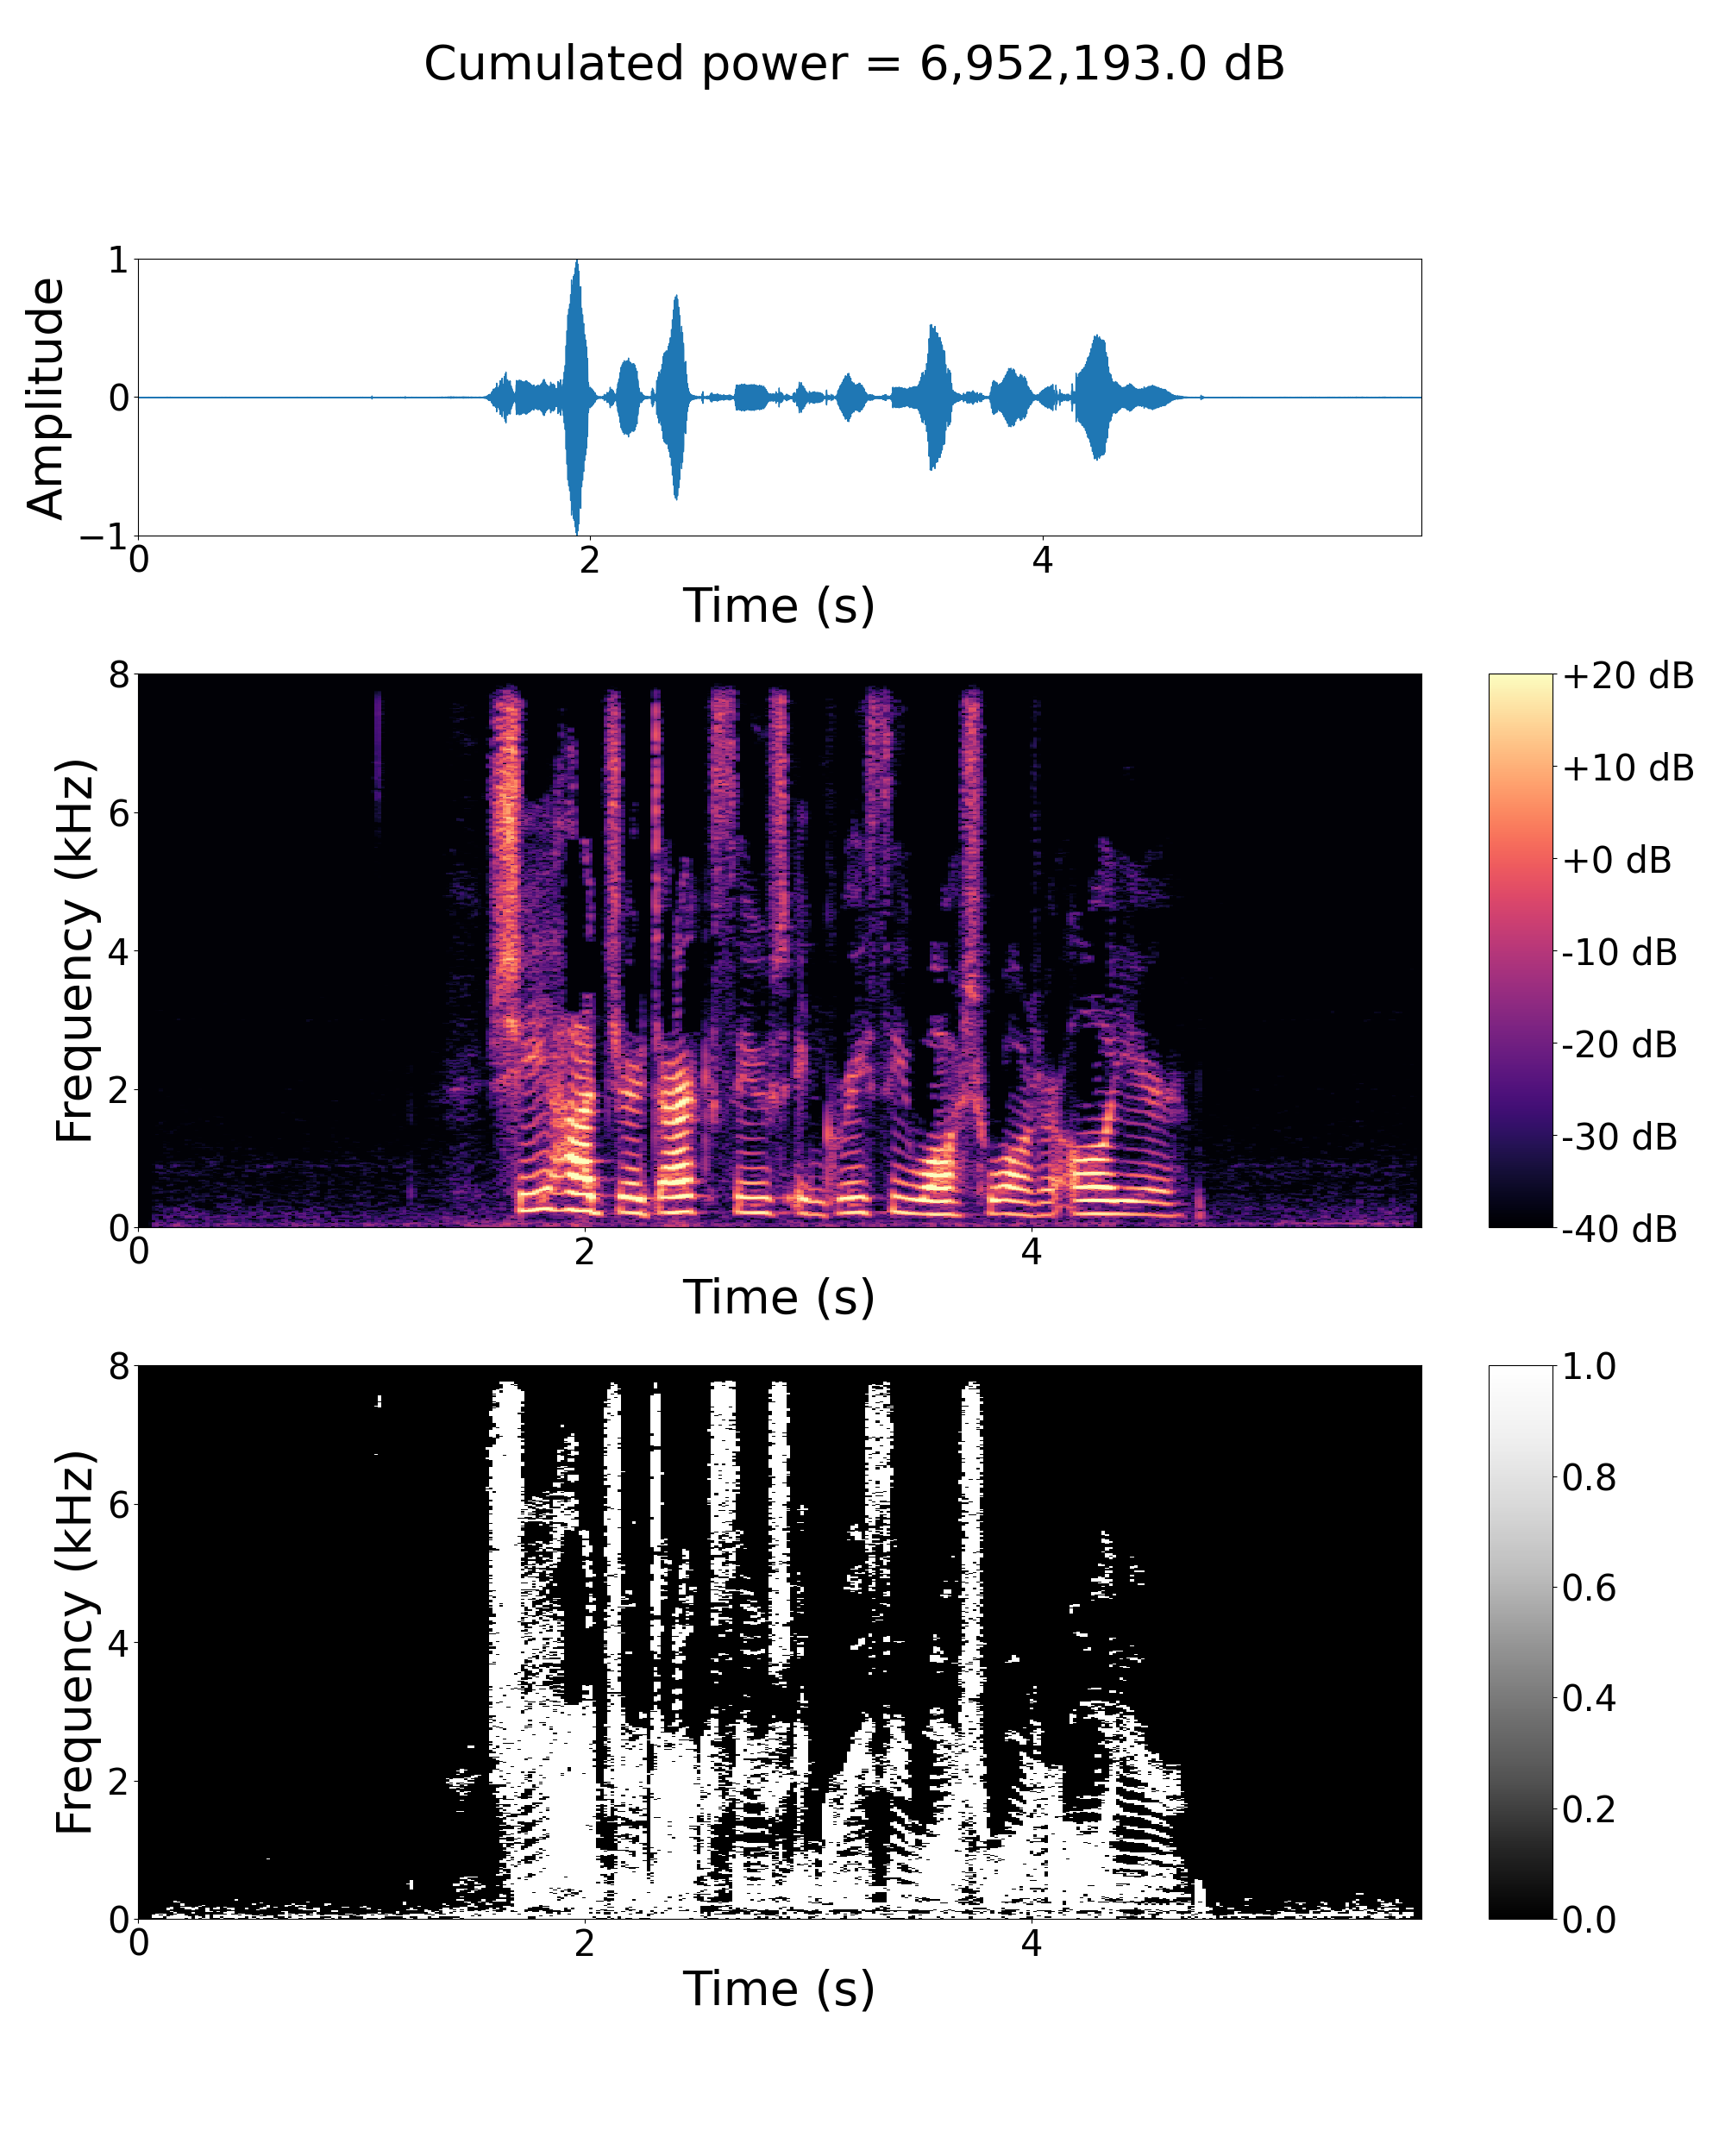 Cumulated power = 6,952,193.0 dB
1
0
−1
Amplitude
0 2 4
Time (s)
8
6
4
2
0
Frequency (kHz)
0 2 4
Time (s)
+20 dB
+10 dB
+0 dB
-10 dB
-20 dB
-30 dB
-40 dB
8
6
4
2
0
Frequency (kHz)
0 2 4
Time (s)
1.0
0.8
0.6
0.4
0.2
0.0